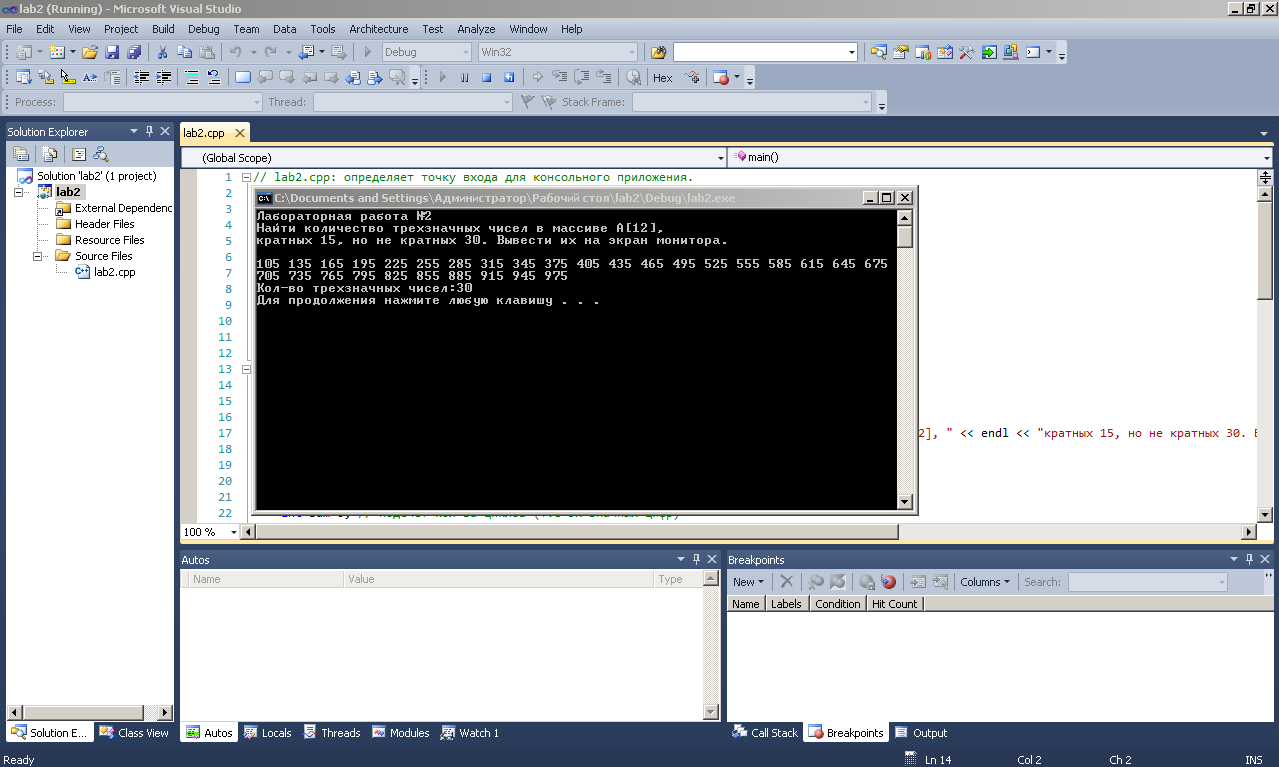 lab2 (Running) - Microsoft Visual Studio
File Edit View Project Build Debug Team Data Tools Architecture Test Analyze Window Help
Debug Win32
Hex
Process: Thread: Stack Frame:
Solution Explorer
lab2.cpp
(Global Scope) main()
Solution 'lab2' (1 project)
lab2
External Dependenc
Header Files
Resource Files
Source Files
lab2.cpp
1 // lab2.cpp: определяет точку входа для консольного приложения.
2
3
4
5
6
7
8
9
10
11
12
13
14
15
16
17 2], " << endl << "кратных 15, но не кратных 30. В
18
19
20
21
22
C:\Documents and Settings\Администратор\Рабочий стол\lab2\Debug\lab2.exe
Лабораторная работа №2
Найти количество трехзначных чисел в массиве A[12],
кратных 15, но не кратных 30. Вывести их на экран монитора.
105 135 165 195 225 255 285 315 345 375 405 435 465 495 525 555 585 615 645 675
705 735 765 795 825 855 885 915 945 975
Кол-во трехзначных чисел:30
Для продолжения нажмите любую клавишу . . .
100 %
Autos
Name Value Type
Breakpoints
New Columns Search:
Name Labels Condition Hit Count
Solution E... Class View
Autos Locals Threads Modules Watch 1
Call Stack Breakpoints Output
Ready Ln 14 Col 2 Ch 2 INS